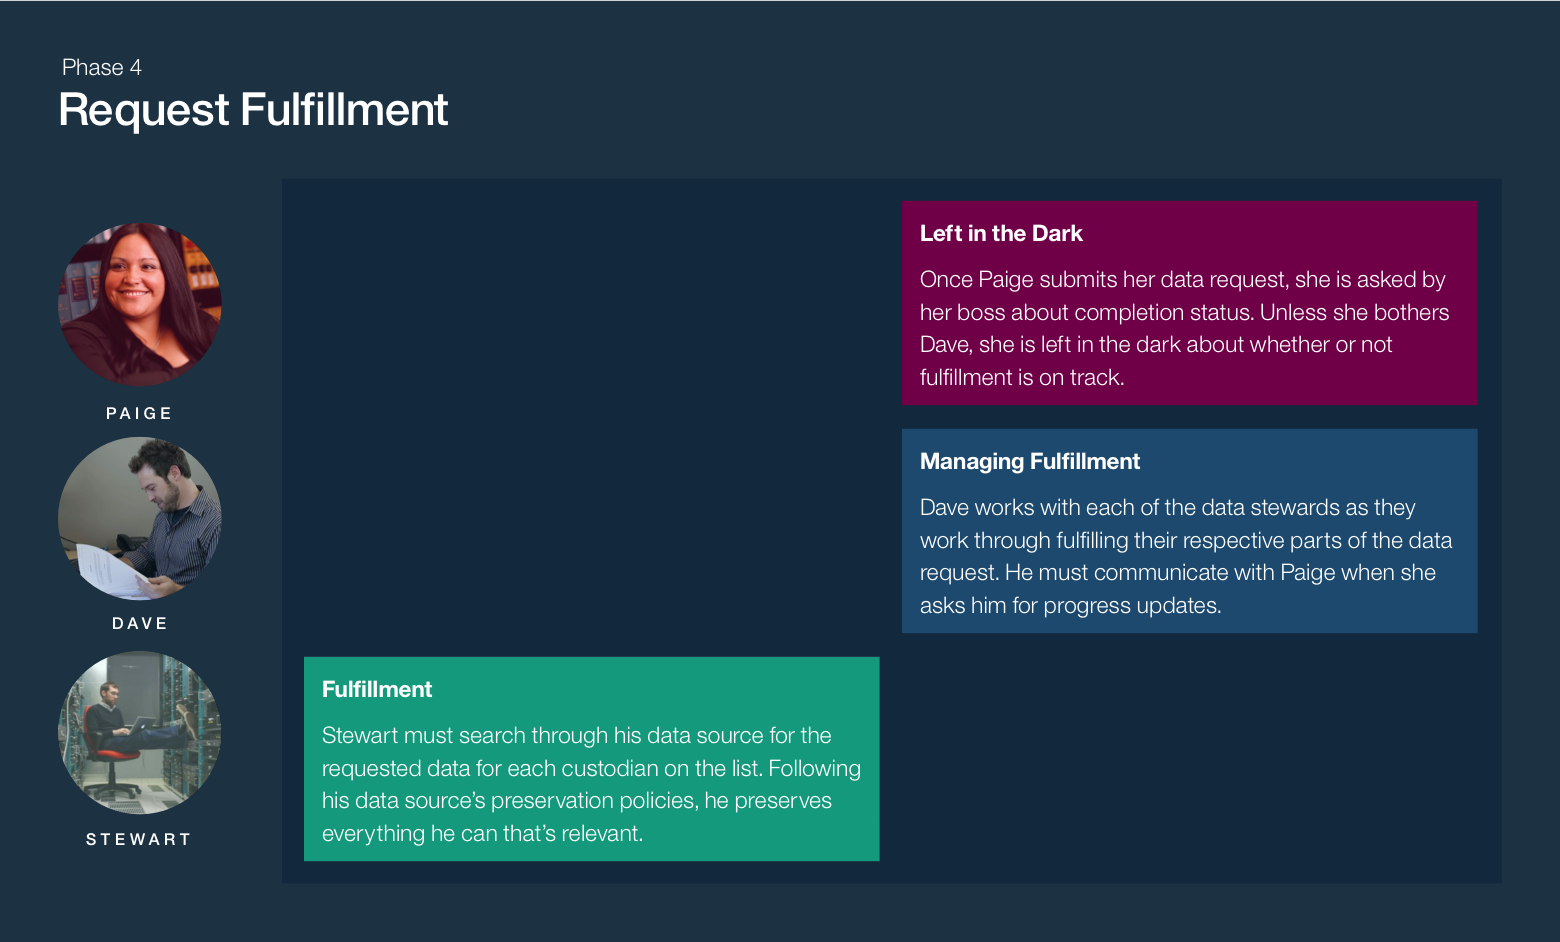 Phase 4
Request Fulfillment
PAIGE
Left in the Dark
Once Paige submits her data request, she is asked by
her boss about completion status. Unless she bothers
Dave, she is left in the dark about whether or not
fulfillment is on track.
DAVE
Managing Fulfillment
Dave works with each of the data stewards as they
work through fulfilling their respective parts of the data
request. He must communicate with Paige when she
asks him for progress updates.
STEWART
Fulfillment
Stewart must search through his data source for the
requested data for each custodian on the list. Following
his data source’s preservation policies, he preserves
everything he can that’s relevant.